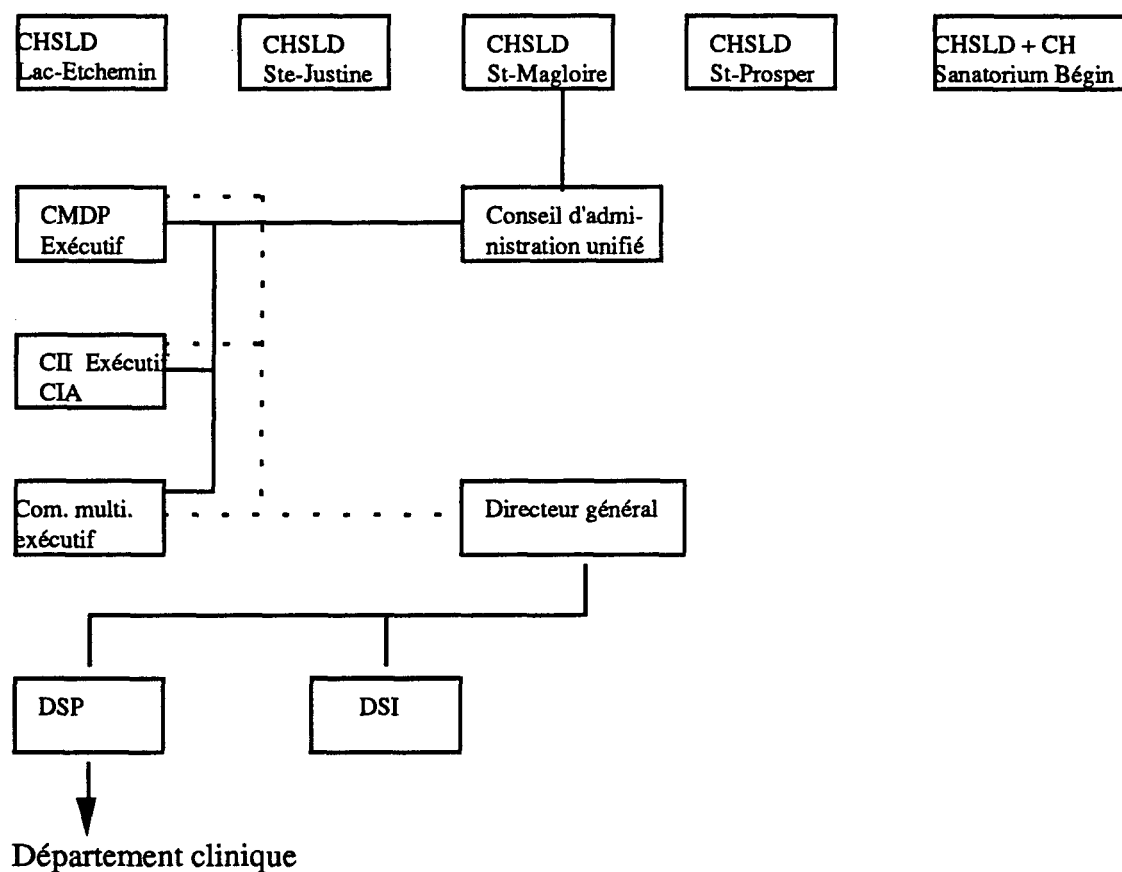 CHSLD
Lac-Etchemin
CHSLD
Ste-Justine
CHSLD
St-Magloire
CHSLD
St-Prosper
CHSLD + CH
Sanatorium Bégin
CMDP
Exécutif
Conseil d'admi-
nistration unifié
CII Exécutif
CIA
Com. multi.
exécutif
Directeur général
DSP
DSI
Département clinique